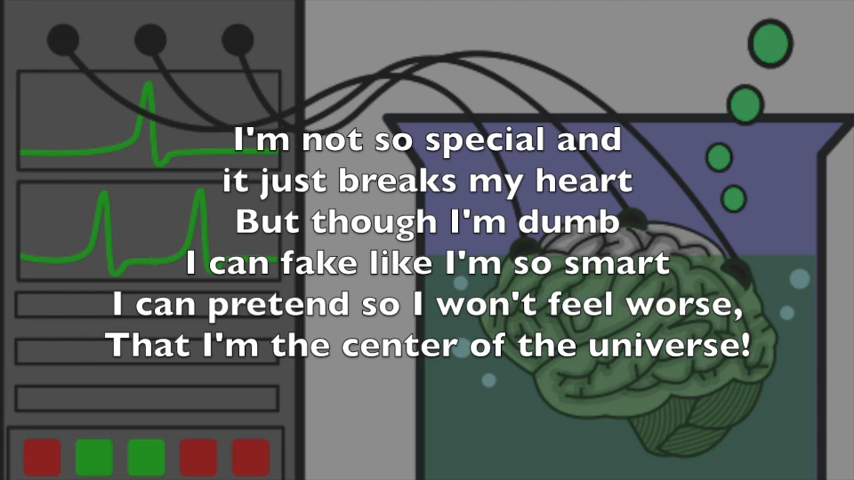 I'm not so special and
it just breaks my heart
But though I'm dumb
I can fake like I'm so smart
I can pretend so I won't feel worse,
That I'm the center of the universe!